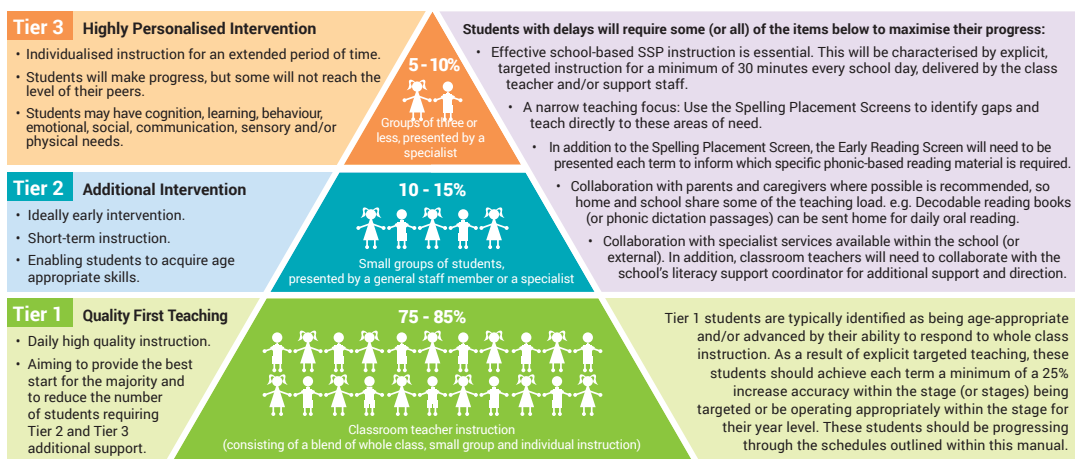 Tier 3 Highly Personalised Intervention
• Individualised instruction for an extended period of time.
• Students will make progress, but some will not reach the
level of their peers.
• Students may have cognition, learning, behaviour,
emotional, social, communication, sensory and/or
physical needs.
5 - 10%
Groups of three or
less, presented by a
specialist
Students with delays will require some (or all) of the items below to maximise their progress:
• Effective school-based SSP instruction is essential. This will be characterised by explicit,
targeted instruction for a minimum of 30 minutes every school day, delivered by the class
teacher and/or support staff.
• A narrow teaching focus: Use the Spelling Placement Screens to identify gaps and
teach directly to these areas of need.
• In addition to the Spelling Placement Screen, the Early Reading Screen will need to be
presented each term to inform which specific phonic-based reading material is required.
• Collaboration with parents and caregivers where possible is recommended, so
home and school share some of the teaching load. e.g. Decodable reading books
(or phonic dictation passages) can be sent home for daily oral reading.
• Collaboration with specialist services available within the school (or
external). In addition, classroom teachers will need to collaborate with the
school's literacy support coordinator for additional support and direction.
Tier 2 Additional Intervention
• Ideally early intervention.
• Short-term instruction.
• Enabling students to acquire age
appropriate skills.
10 - 15%
Small groups of students,
presented by a general staff member or a specialist
Tier 1 Quality First Teaching
• Daily high quality instruction.
• Aiming to provide the best
start for the majority and
to reduce the number
of students requiring
Tier 2 and Tier 3
additional support.
75 - 85%
Classroom teacher instruction
(consisting of a blend of whole class, small group and individual instruction)
Tier 1 students are typically identified as being age-appropriate
and/or advanced by their ability to respond to whole class
instruction. As a result of explicit targeted teaching, these
students should achieve each term a minimum of a 25%
increase accuracy within the stage (or stages) being
targeted or be operating appropriately within the stage for
their year level. These students should be progressing
through the schedules outlined within this manual.